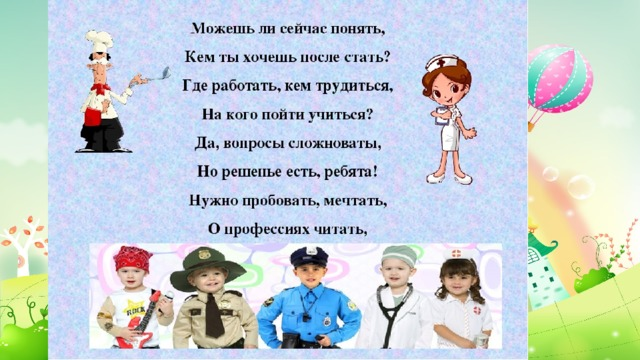 Можешь ли сейчас понять,
Кем ты хочешь после стать?
Где работать, кем трудиться,
На кого пойти учиться?
Да, вопросы сложноваты,
Но решенье есть, ребята!
Нужно пробовать, мечтать,
О профессиях читать,
ROCK